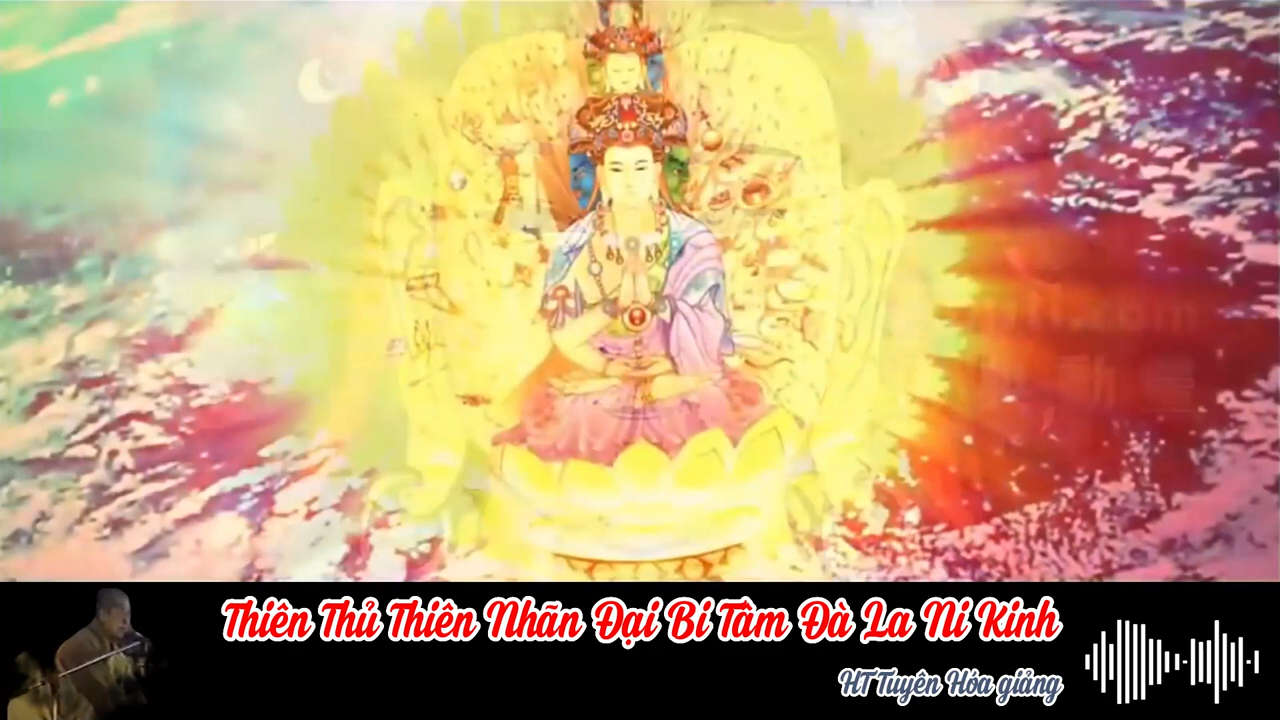 Thiên Thủ Thiên Nhãn Đại Bi Tâm Đà La Ni Kinh
HT Tuyên Hóa giảng